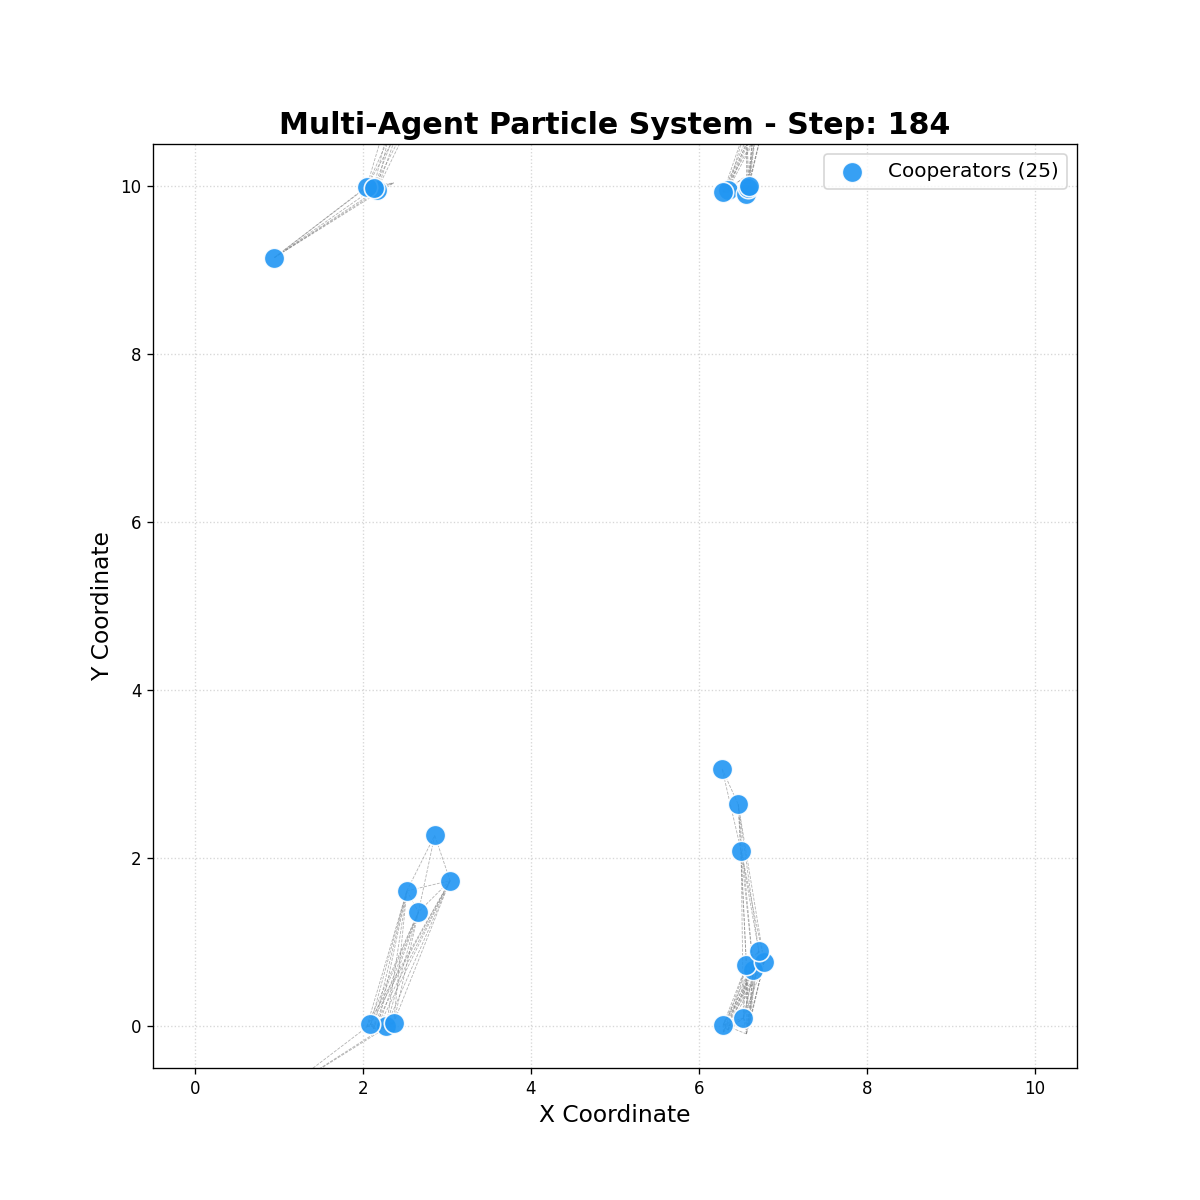 Multi-Agent Particle System - Step: 184
Cooperators (25)
10
8
6
4
2
0
Y Coordinate
0 2 4 6 8 10
X Coordinate